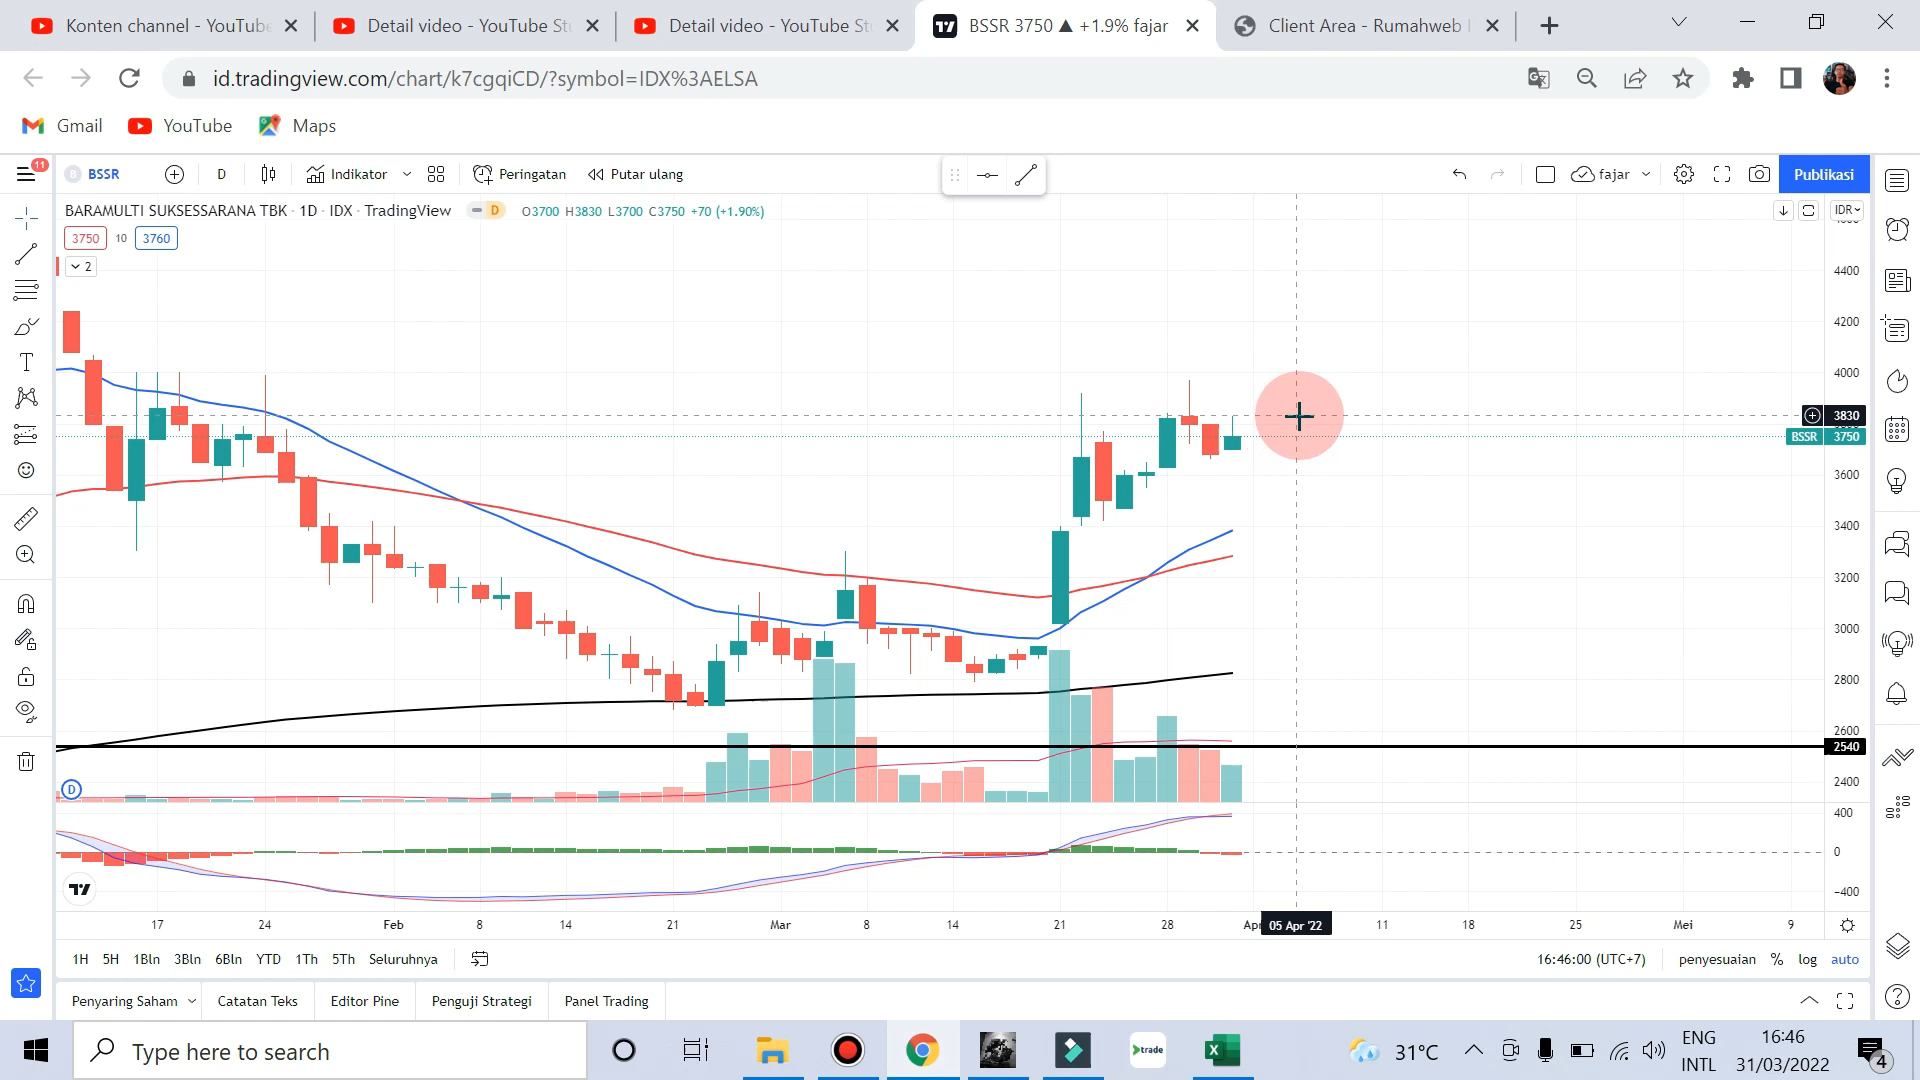 Konten channel - YouTube
Detail video - YouTube Stu
Detail video - YouTube Stu
BSSR 3750 ▲ +1.9% fajar
Client Area - Rumahweb I
id.tradingview.com/chart/k7cgqiCD/?symbol=IDX%3AELSA
Gmail
YouTube
Maps
11
BSSR
D
Indikator
Peringatan
Putar ulang
fajar
Publikasi
BARAMULTI SUKSESSARANA TBK · 1D · IDX · TradingView
D
O3700 H3830 L3700 C3750 +70 (+1.90%)
IDR
3750
10
3760
2
4400
4200
4000
3830
BSSR 3750
3600
3400
3200
3000
2800
2600
2540
2400
D
400
0
−400
17
24
Feb
8
14
21
Mar
8
14
21
28
Apr
05 Apr '22
11
18
25
Mei
9
1H
5H
1Bln
3Bln
6Bln
YTD
1Th
5Th
Seluruhnya
16:46:00 (UTC+7)
penyesuaian
%
log
auto
Penyaring Saham
Catatan Teks
Editor Pine
Penguji Strategi
Panel Trading
Type here to search
trade
31°C
ENG
INTL
16:46
31/03/2022
4